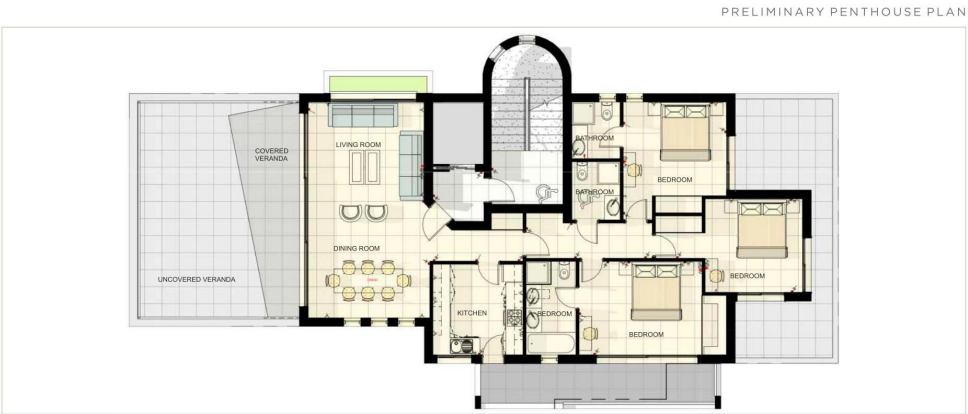 PRELIMINARY PENTHOUSE PLAN
LIVING ROOM
COVERED
VERANDA
BATHROOM
BATHROOM
BEDROOM
DINING ROOM
UNCOVERED VERANDA
BEDROOM
KITCHEN
BEDROOM
BEDROOM